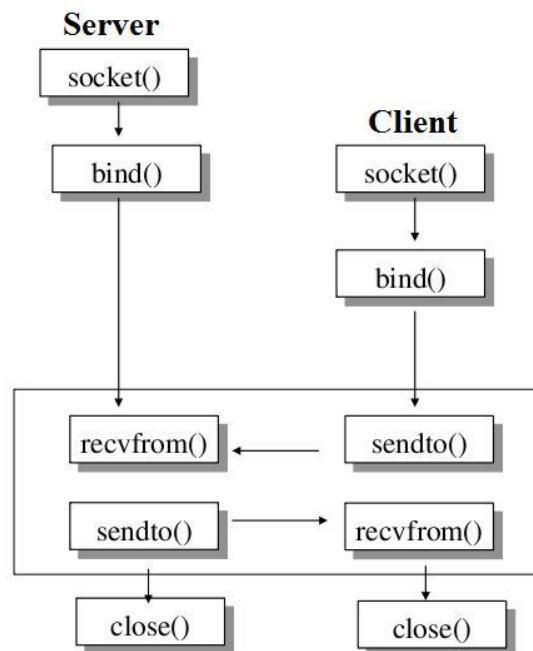 Server
socket()
Client
bind()
socket()
bind()
recvfrom()
sendto()
sendto()
recvfrom()
close()
close()